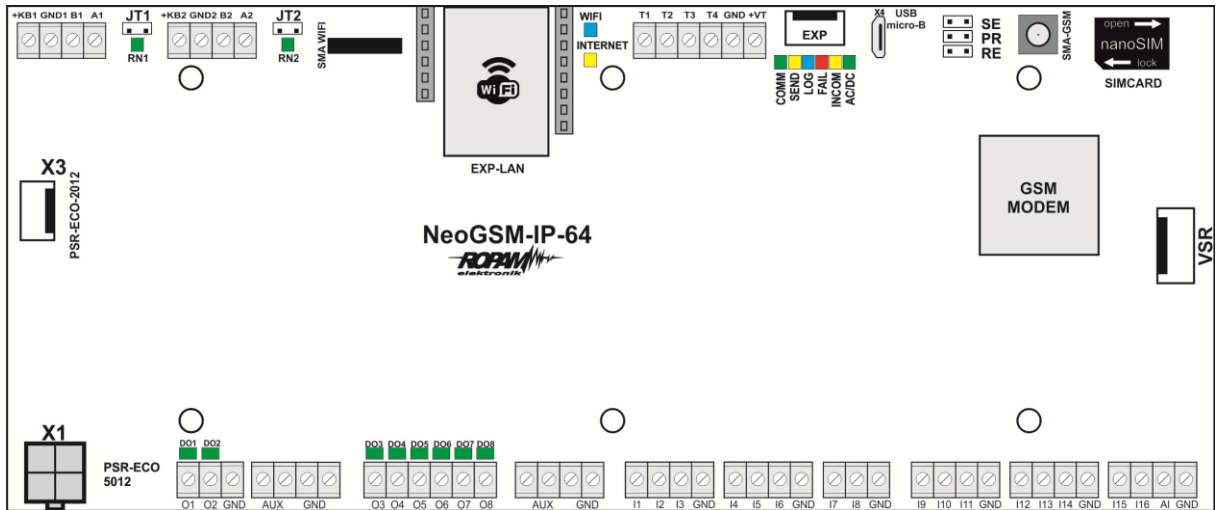 +KB1 GND1 B1 A1
JT1
RN1
+KB2 GND2 B2 A2
JT2
RN2
SMA WIFI
WiFi
EXP-LAN
WIFI
INTERNET
T1 T2 T3 T4 GND +VT
EXP
COMM
SEND
LOG
FAIL
INCOM
AC/DC
X4 USB
micro-B
SE
PR
RE
SMA-GSM
open
nanoSIM
lock
SIMCARD
X3
PSR-ECO-2012
GSM
MODEM
VSR
NeoGSM-IP-64
ROPAM
elektronik
X1
PSR-ECO
5012
DO1 DO2
O1 O2 GND
AUX GND
DO3 DO4 DO5 DO6 DO7 DO8
O3 O4 O5 O6 O7 O8
AUX GND
I1 I2 I3 GND
I4 I5 I6 GND
I7 I8 GND
I9 I10 I11 GND
I12 I13 I14 GND
I15 I16 AI GND